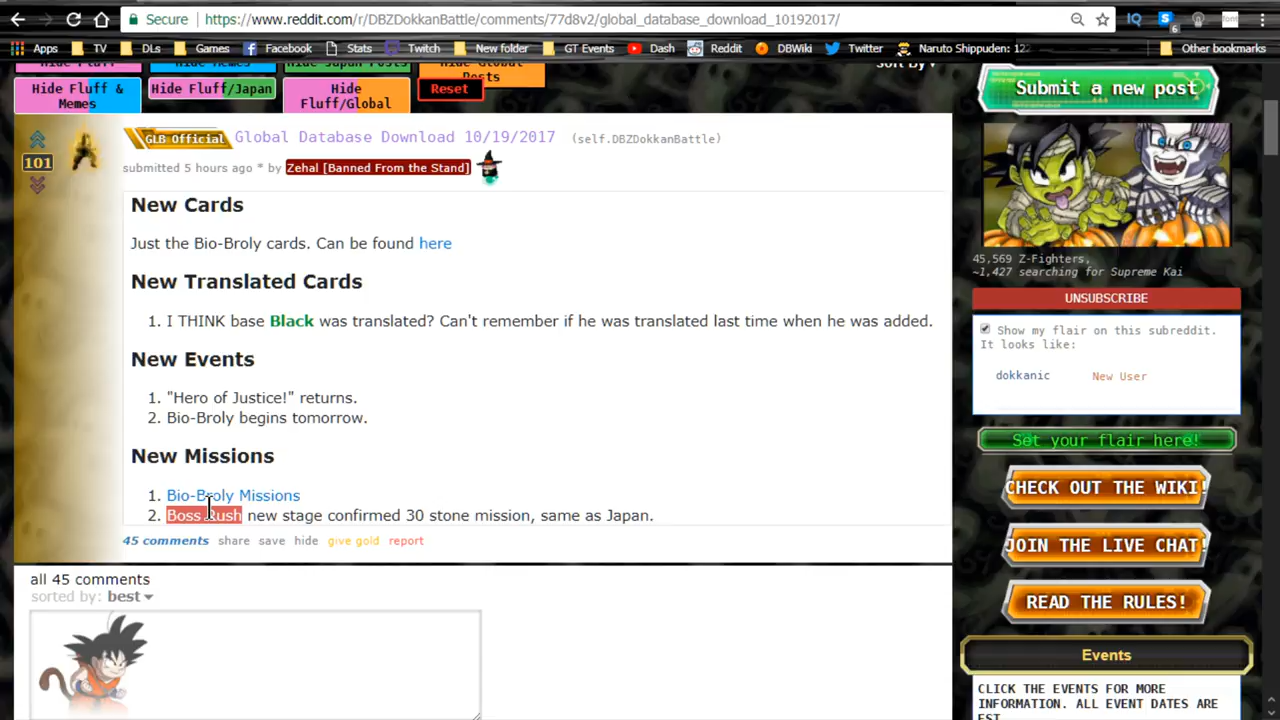 Secure
https://www.reddit.com/r/DBZDokkanBattle/comments/77d8v2/global_database_download_10192017/
Apps TV DLs Games Facebook Stats Twitch New folder GT Events Dash Reddit DBWiki Twitter Naruto Shippuden: 122 Other bookmarks
Posts
Hide Fluff & Memes
Hide Fluff/Japan
Hide Fluff/Global
Reset
Sort By
101
GLB Official Global Database Download 10/19/2017 (self.DBZDokkanBattle)
submitted 5 hours ago * by Zehal [Banned From the Stand]
New Cards
Just the Bio-Broly cards. Can be found here
New Translated Cards
1. I THINK base Black was translated? Can't remember if he was translated last time when he was added.
New Events
1. "Hero of Justice!" returns.
2. Bio-Broly begins tomorrow.
New Missions
1. Bio-Broly Missions
2. Boss Rush new stage confirmed 30 stone mission, same as Japan.
45 comments share save hide give gold report
all 45 comments
sorted by: best
Submit a new post
45,569 Z-Fighters,
~1,427 searching for Supreme Kai
UNSUBSCRIBE
Show my flair on this subreddit.
It looks like:
dokkanic New User
Set your flair here!
CHECK OUT THE WIKI!
JOIN THE LIVE CHAT!
READ THE RULES!
Events
CLICK THE EVENTS FOR MORE
INFORMATION. ALL EVENT DATES ARE
EST